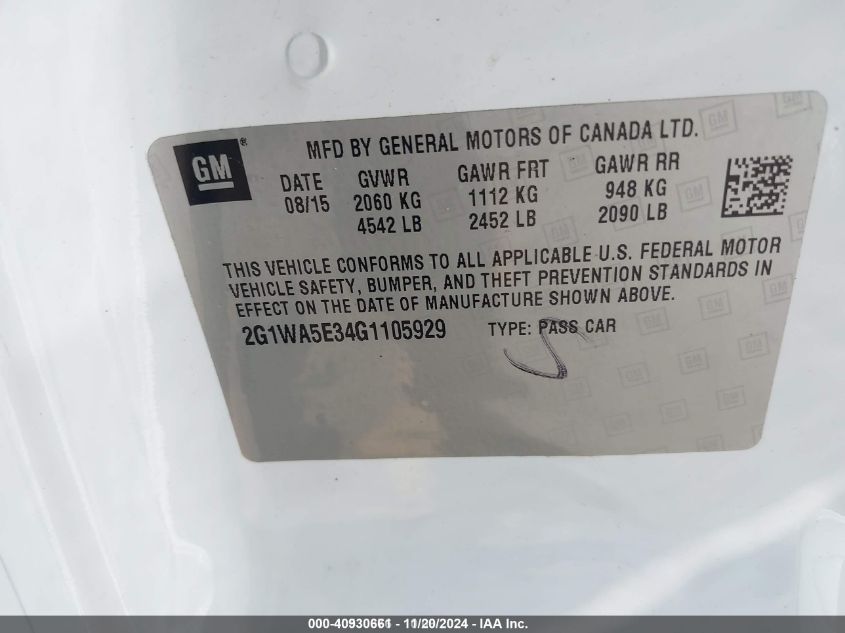 GM ®
MFD BY GENERAL MOTORS OF CANADA LTD.
DATE GVWR GAWR FRT GAWR RR
08/15 2060 KG 1112 KG 948 KG
4542 LB 2452 LB 2090 LB
THIS VEHICLE CONFORMS TO ALL APPLICABLE U.S. FEDERAL MOTOR
VEHICLE SAFETY, BUMPER, AND THEFT PREVENTION STANDARDS IN
EFFECT ON THE DATE OF MANUFACTURE SHOWN ABOVE.
2G1WA5E34G1105929 TYPE: PASS CAR
000-40930661 - 11/20/2024 - IAA Inc.